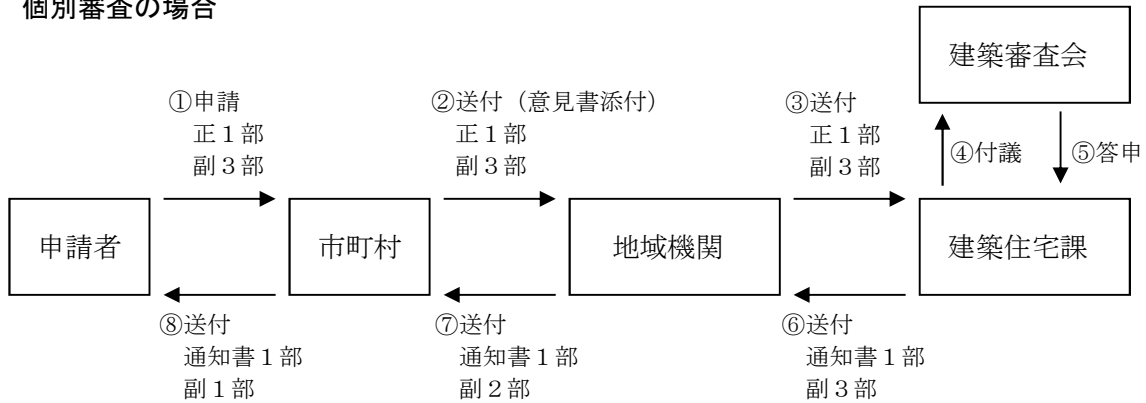 個別審査の場合
建築審査会
①申請
正１部
副３部
②送付（意見書添付）
正１部
副３部
③送付
正１部
副３部
④付議
⑤答申
申請者
市町村
地域機関
建築住宅課
⑧送付
通知書１部
副１部
⑦送付
通知書１部
副２部
⑥送付
通知書１部
副３部